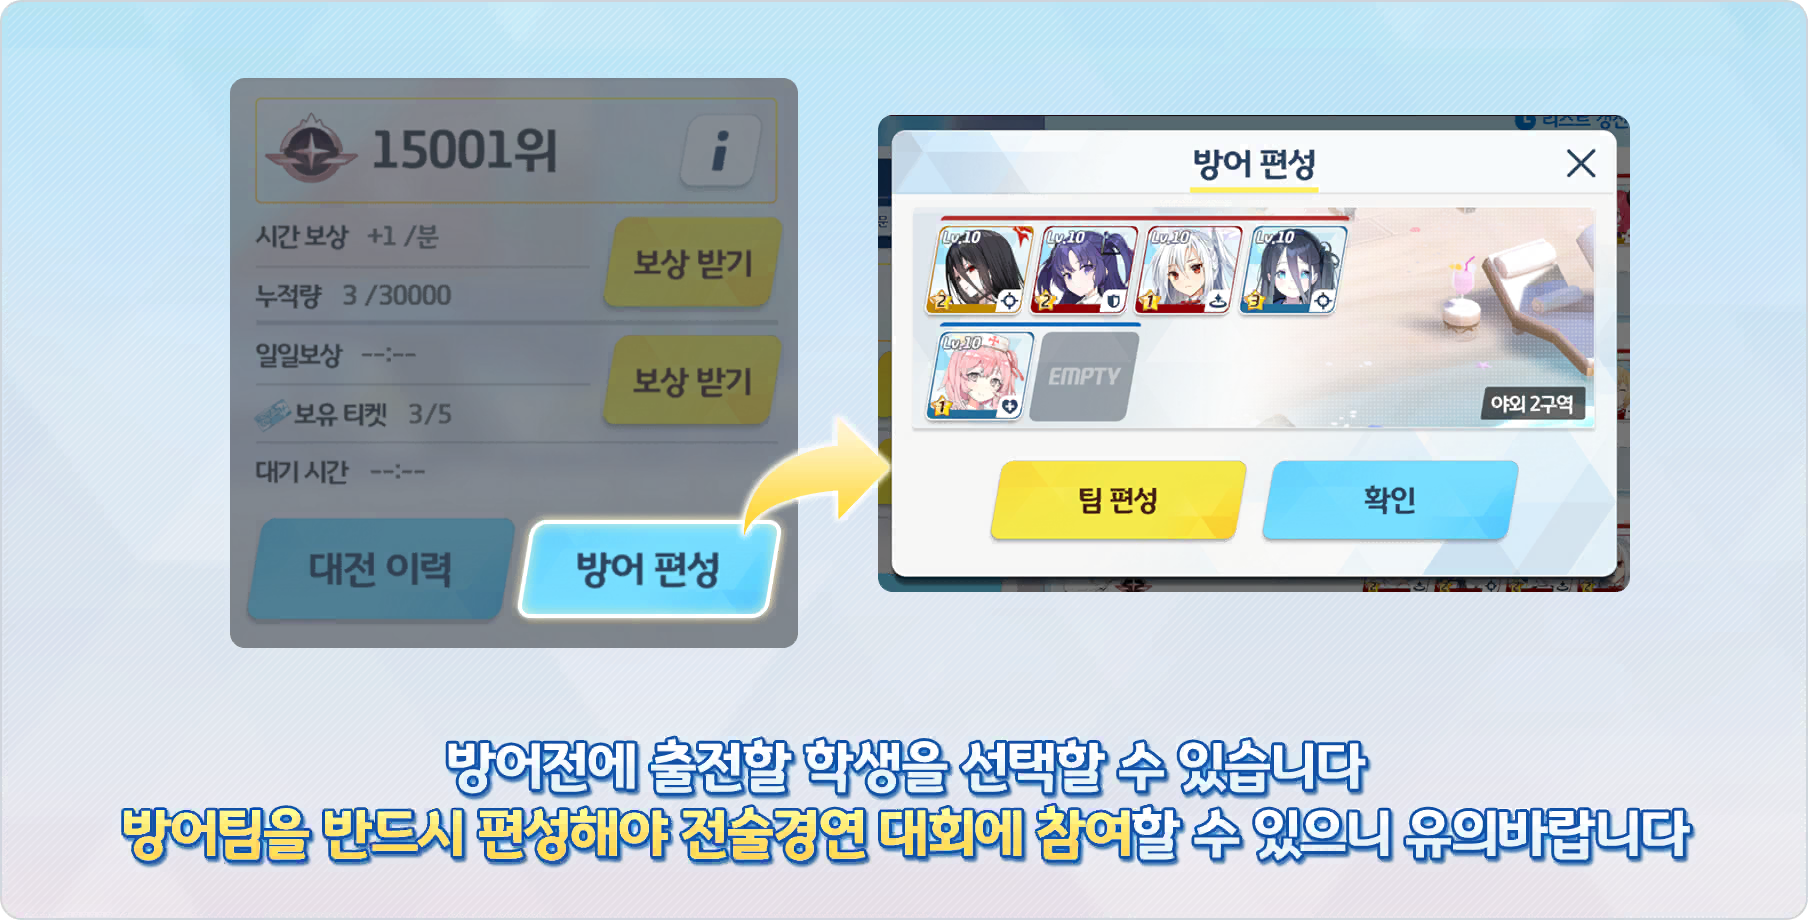 15001위
i
시간 보상 +1 /분
보상 받기
누적량 3 /30000
일일보상 --:--
보상 받기
보유 티켓 3/5
대기 시간 --:--
대전 이력
방어 편성
리스트 갱신
방어 편성
Lv.10 Lv.10 Lv.10 Lv.10
2 2 1 3
Lv.10
1
EMPTY
야외 2구역
팀 편성
확인
방어전에 출전할 학생을 선택할 수 있습니다
방어팀을 반드시 편성해야 전술경연 대회에 참여할 수 있으니 유의바랍니다